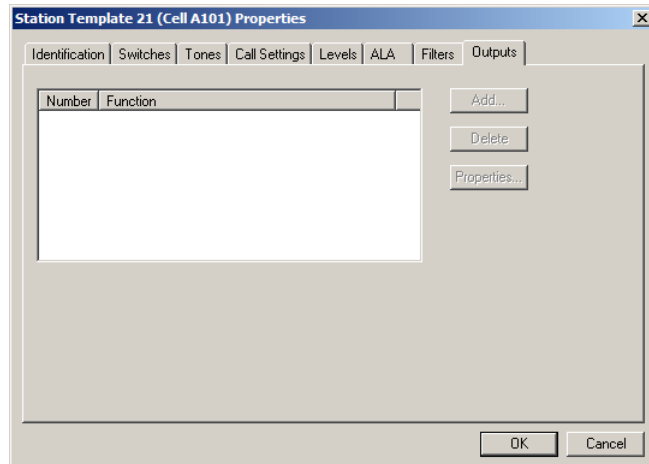 Station Template 21 (Cell A101) Properties
Identification Switches Tones Call Settings Levels ALA Filters Outputs
Number Function
Add...
Delete
Properties...
OK Cancel